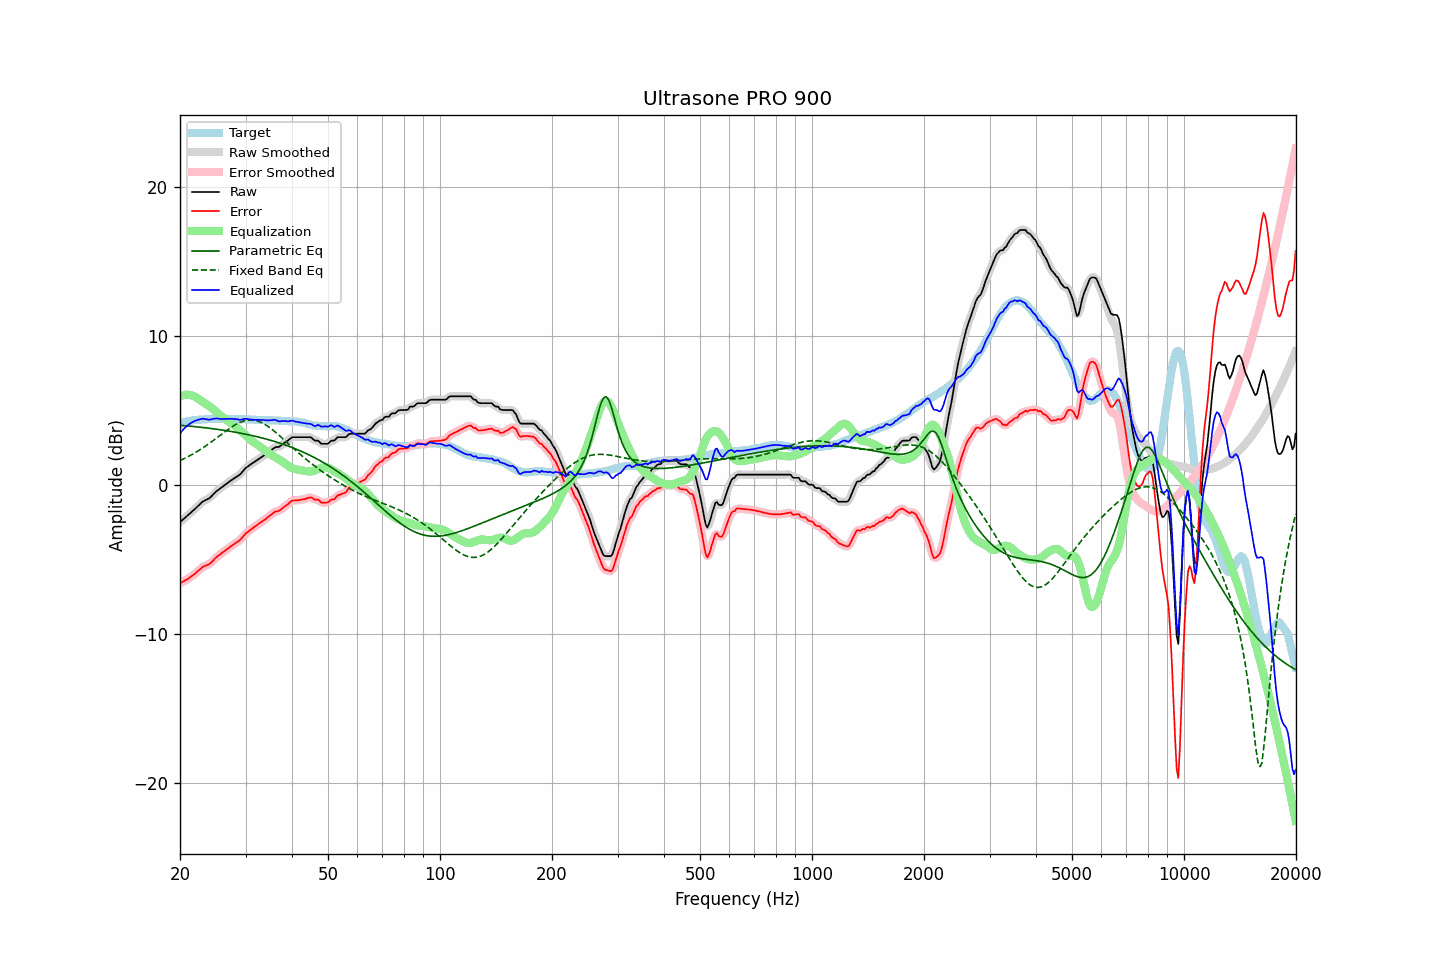 Ultrasone PRO 900
Target
Raw Smoothed
Error Smoothed
Raw
Error
Equalization
Parametric Eq
Fixed Band Eq
Equalized
Amplitude (dBr)
20
10
0
−10
−20
20 50 100 200 500 1000 2000 5000 10000 20000
Frequency (Hz)